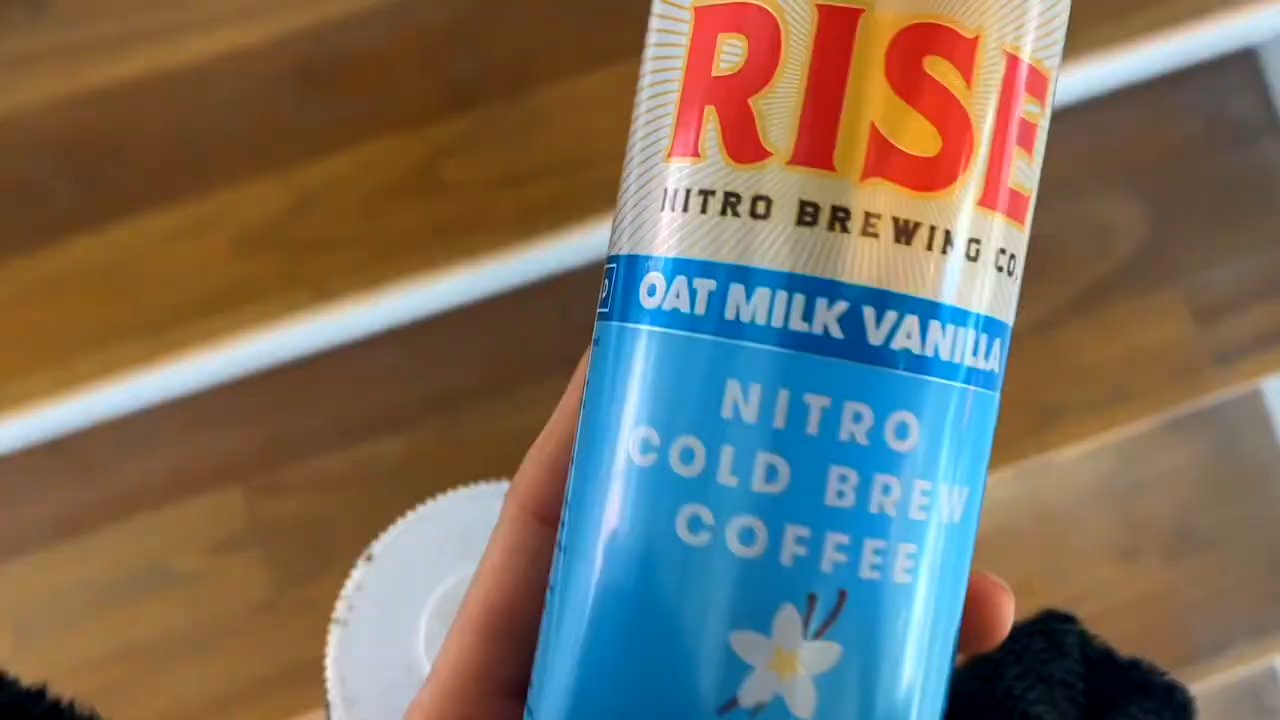 RISE
NITRO BREWING CO.
OAT MILK VANILLA
NITRO
COLD BREW
COFFEE